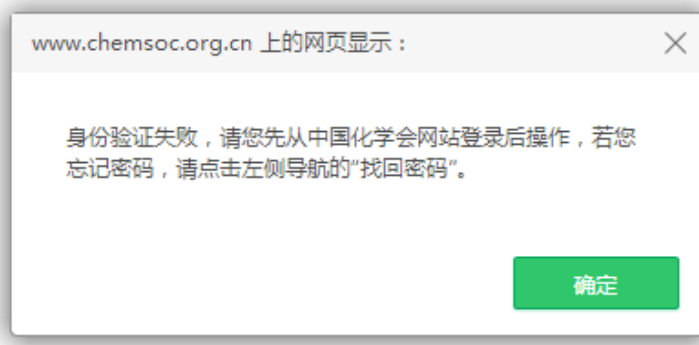 www.chemsoc.org.cn 上的网页显示：
身份验证失败，请您先从中国化学会网站登录后操作，若您
忘记密码，请点击左侧导航的“找回密码”。
确定